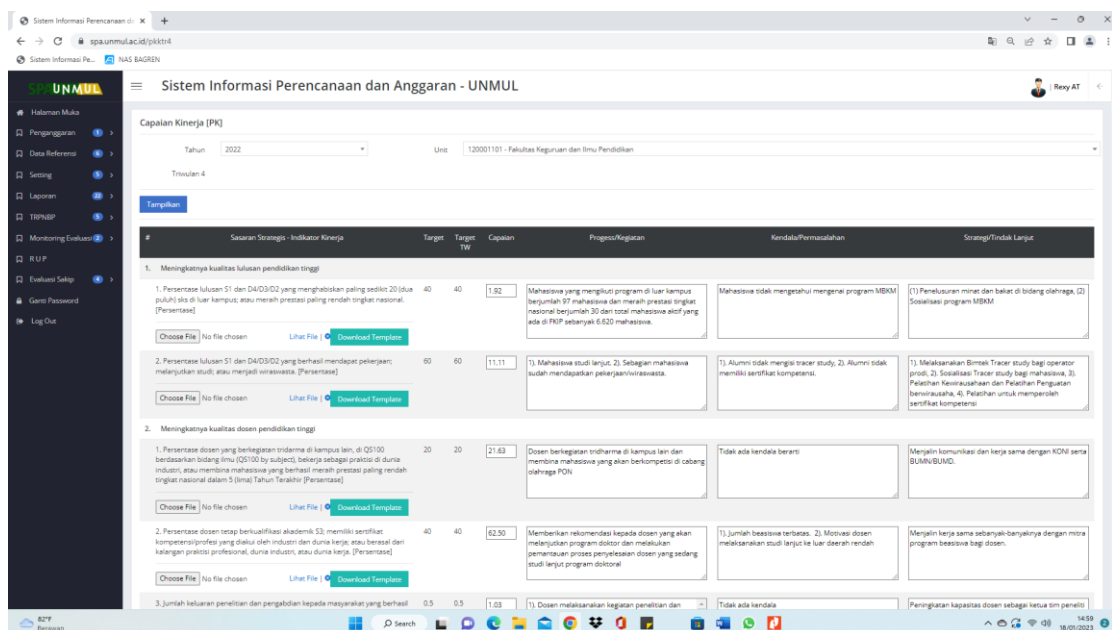 Sistem Informasi Perencanaan d
spa.unmul.ac.id/pkktr4
Sistem Informasi Pe... NAS BAGREN
SPAUNMUL
Sistem Informasi Perencanaan dan Anggaran - UNMUL
Rexy AT
Halaman Muka
Penganggaran 1
Data Referensi 6
Setting 5
Laporan 22
TRPNBP 5
Monitoring Evaluasi 2
R U P
Evaluasi Sakip 4
Ganti Password
Log Out
Capaian Kinerja [PK]
Tahun 2022 Unit 120001101 - Fakultas Keguruan dan Ilmu Pendidikan
Triwulan 4
Tampilkan
# Sasaran Strategis - Indikator Kinerja Target Target TW Capaian Progess/Kegiatan Kendala/Permasalahan Strategi/Tindak Lanjut
1. Meningkatnya kualitas lulusan pendidikan tinggi
1. Persentase lulusan S1 dan D4/D3/D2 yang menghabiskan paling sedikit 20 (dua
puluh) sks di luar kampus; atau meraih prestasi paling rendah tingkat nasional.
[Persentase]
40 40 1.92
Mahasiswa yang mengikuti program di luar kampus
berjumlah 97 mahasiswa dan meraih prestasi tingkat
nasional berjumlah 30 dari total mahasiswa aktif yang
ada di FKIP sebanyak 6.620 mahasiswa.
Mahasiswa tidak mengetahui mengenai program MBKM
(1) Penelusuran minat dan bakat di bidang olahraga, (2)
Sosialisasi program MBKM
Choose File No file chosen Lihat File | Download Template
2. Persentase lulusan S1 dan D4/D3/D2 yang berhasil mendapat pekerjaan;
melanjutkan studi; atau menjadi wiraswasta. [Persentase]
60 60 11.11
1). Mahasiswa studi lanjut, 2). Sebagian mahasiswa
sudah mendapatkan pekerjaan/wiraswasta.
1). Alumni tidak mengisi tracer study, 2). Alumni tidak
memiliki sertifikat kompetensi.
1). Melaksanakan Bimtek Tracer study bagi operator
prodi, 2). Sosialisasi Tracer study bagi mahasiswa, 3).
Pelatihan Kewirausahaan dan Pelatihan Penguatan
berwirausaha, 4). Pelatihan untuk memperoleh
sertifikat kompetensi
Choose File No file chosen Lihat File | Download Template
2. Meningkatnya kualitas dosen pendidikan tinggi
1. Persentase dosen yang berkegiatan tridarma di kampus lain, di QS100
berdasarkan bidang ilmu (QS100 by subject), bekerja sebagai praktisi di dunia
industri, atau membina mahasiswa yang berhasil meraih prestasi paling rendah
tingkat nasional dalam 5 (lima) Tahun Terakhir [Persentase]
20 20 21.63
Dosen berkegiatan tridharma di kampus lain dan
membina mahasiswa yang akan berkompetisi di cabang
olahraga PON
Tidak ada kendala berarti
Menjalin komunikasi dan kerja sama dengan KONI serta
BUMN/BUMD.
Choose File No file chosen Lihat File | Download Template
2. Persentase dosen tetap berkualifikasi akademik S3; memiliki sertifikat
kompetensi/profesi yang diakui oleh industri dan dunia kerja; atau berasal dari
kalangan praktisi profesional, dunia industri, atau dunia kerja. [Persentase]
40 40 62.50
Memberikan rekomendasi kepada dosen yang akan
melanjutkan program doktor dan melakukan
pemantauan proses penyelesaian dosen yang sedang
studi lanjut program doktoral
1). Jumlah beasiswa terbatas. 2). Motivasi dosen
melaksanakan studi lanjut ke luar daerah rendah
Menjalin kerja sama sebanyak-banyaknya dengan mitra
program beasiswa bagi dosen.
Choose File No file chosen Lihat File | Download Template
3. Jumlah keluaran penelitian dan pengabdian kepada masyarakat yang berhasil
0.5 0.5 1.03
1). Dosen melaksanakan kegiatan penelitian dan
Tidak ada kendala
Peningkatan kapasitas dosen sebagai ketua tim peneliti
82°F
Berawan
Search
14:59
18/01/2023